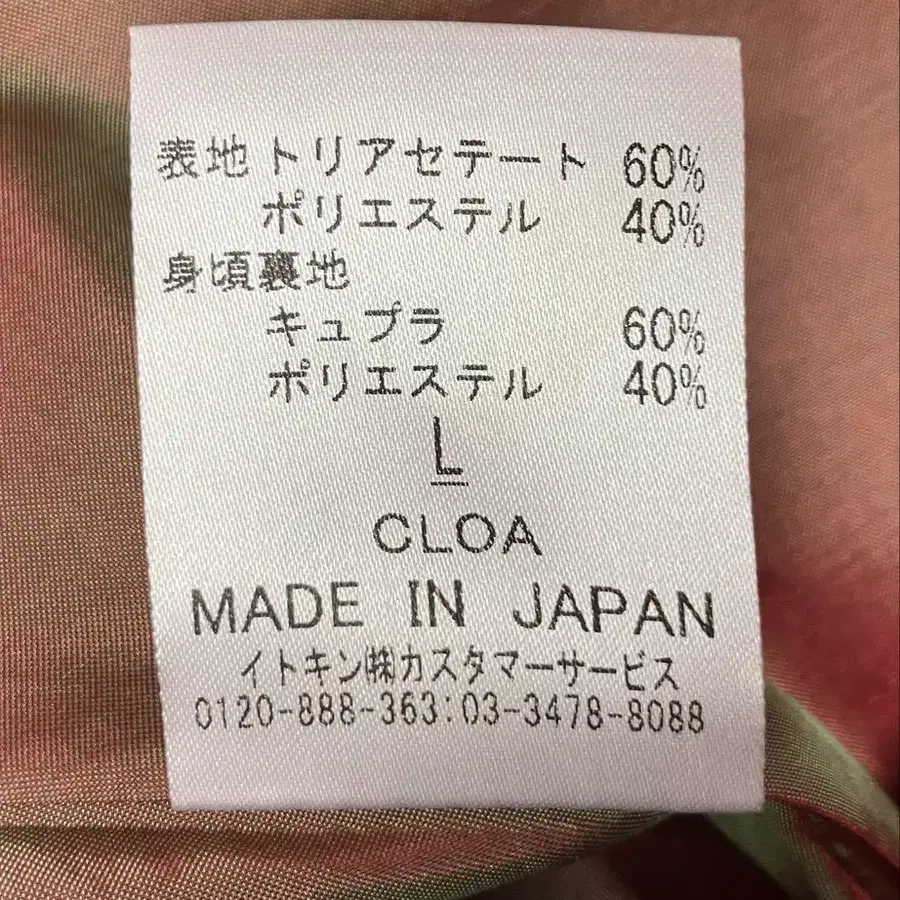 表地トリアセテート 60%
ポリエステル 40%
身頃裏地
キュプラ 60%
ポリエステル 40%
L
CLOA
MADE IN JAPAN
イトキン㈱カスタマーサービス
0120-888-363:03-3478-8088